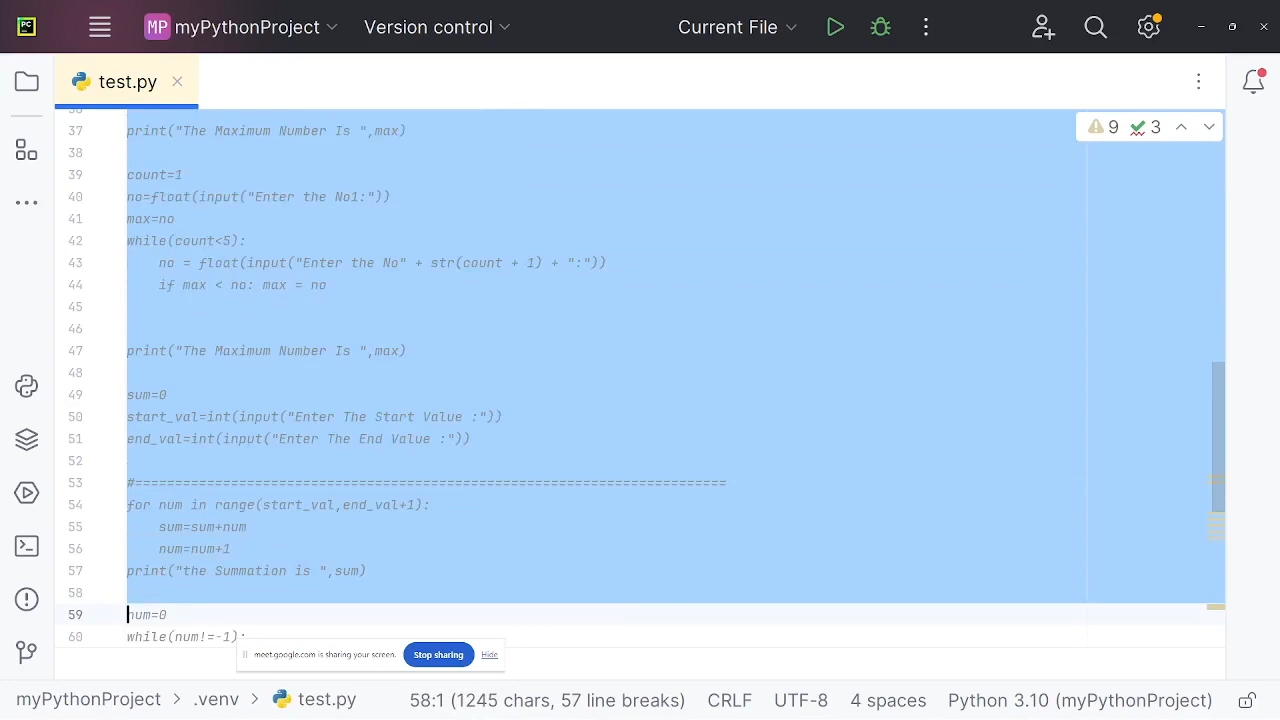 PC MP myPythonProject Version control Current File
test.py
9 3
36
37 print("The Maximum Number Is ",max)
38
39 count=1
40 no=float(input("Enter the No1:"))
41 max=no
42 while(count<5):
43 no = float(input("Enter the No" + str(count + 1) + ":"))
44 if max < no: max = no
45
46
47 print("The Maximum Number Is ",max)
48
49 sum=0
50 start_val=int(input("Enter The Start Value :"))
51 end_val=int(input("Enter The End Value :"))
52
53 #==========================================================================
54 for num in range(start_val,end_val+1):
55 sum=sum+num
56 num=num+1
57 print("the Summation is ",sum)
58
59 num=0
60 while(num!=-1):
meet.google.com is sharing your screen. Stop sharing Hide
myPythonProject > .venv > test.py 58:1 (1245 chars, 57 line breaks) CRLF UTF-8 4 spaces Python 3.10 (myPythonProject)